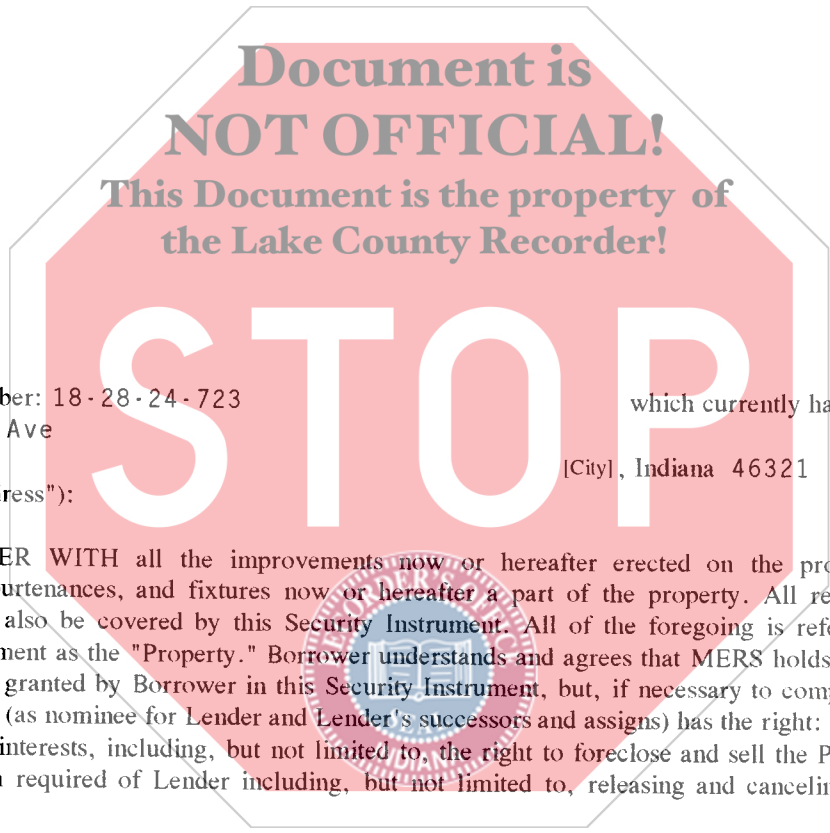 Document is
NOT OFFICIAL!
This Document is the property of
the Lake County Recorder!
STOP
ber: 18-28-24-723 which currently ha
Ave
[City], Indiana 46321
ress"):
ER WITH all the improvements now or hereafter erected on the pro
urtenances, and fixtures now or hereafter a part of the property. All re
also be covered by this Security Instrument. All of the foregoing is refe
ment as the "Property." Borrower understands and agrees that MERS holds
granted by Borrower in this Security Instrument, but, if necessary to comp
(as nominee for Lender and Lender's successors and assigns) has the right:
interests, including, but not limited to, the right to foreclose and sell the P
required of Lender including, but not limited to, releasing and cancelin
RECORDER'S OFFICE
SEAL
INDIANA